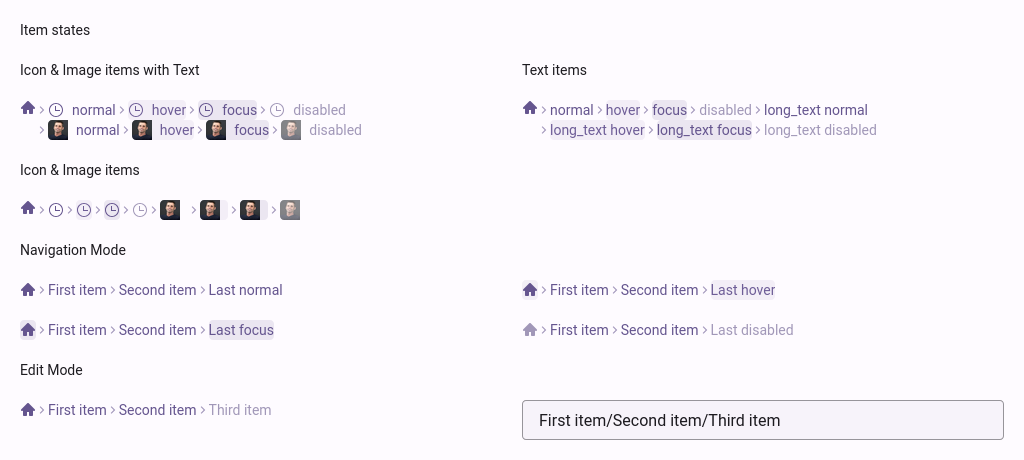 Item states
Icon & Image items with Text
Text items
normal hover focus disabled
normal hover focus disabled
normal hover focus disabled long_text normal
long_text hover long_text focus long_text disabled
Icon & Image items
Navigation Mode
First item Second item Last normal
First item Second item Last hover
First item Second item Last focus
First item Second item Last disabled
Edit Mode
First item Second item Third item
First item/Second item/Third item